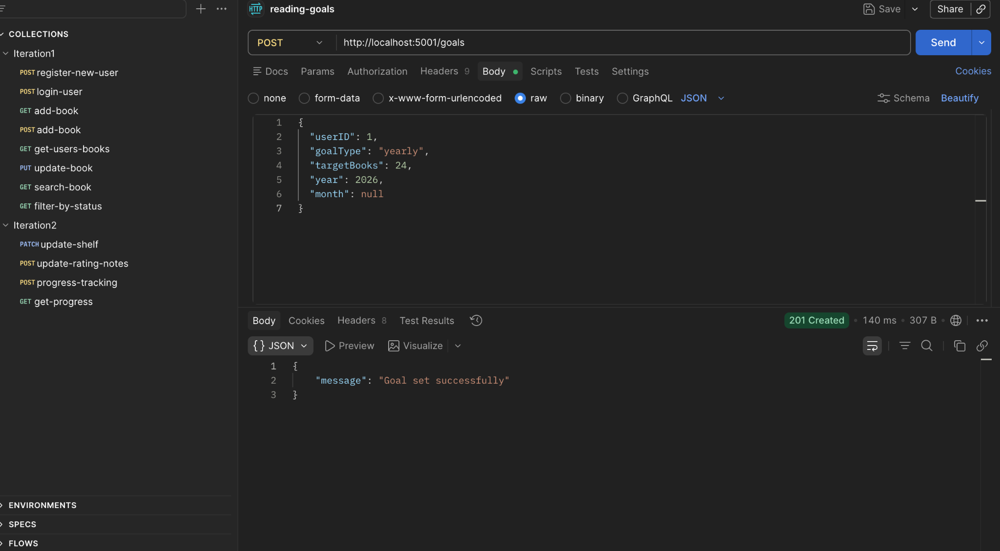 COLLECTIONS
Iteration1
POST register-new-user
POST login-user
GET add-book
POST add-book
GET get-users-books
PUT update-book
GET search-book
GET filter-by-status
Iteration2
PATCH update-shelf
POST update-rating-notes
POST progress-tracking
GET get-progress
ENVIRONMENTS
SPECS
FLOWS
HTTP reading-goals
Save Share
POST http://localhost:5001/goals Send
Docs Params Authorization Headers 9 Body Scripts Tests Settings Cookies
none form-data x-www-form-urlencoded raw binary GraphQL JSON Schema Beautify
1 {
2 "userID": 1,
3 "goalType": "yearly",
4 "targetBooks": 24,
5 "year": 2026,
6 "month": null
7 }
Body Cookies Headers 8 Test Results 201 Created • 140 ms • 307 B •
{} JSON Preview Visualize
1 {
2 "message": "Goal set successfully"
3 }